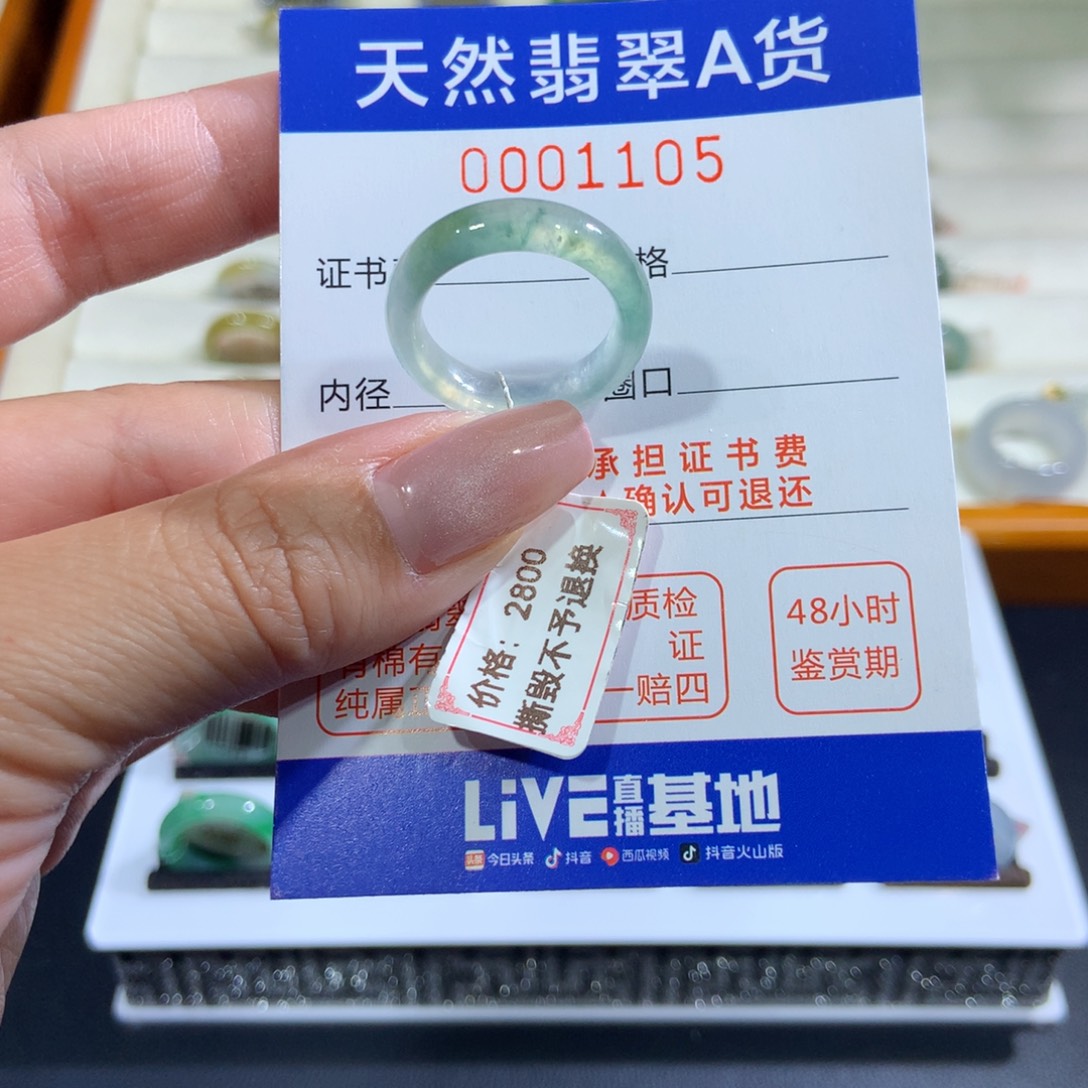 天然翡翠A货
0001105
证书
格
内径
圈口
承担证书费
确认可退还
质检
证
一赔四
48小时
鉴赏期
有棉有
纯属
价格：2800
撕毁不予退换
LiVE直播基地
头条 今日头条 抖音 西瓜视频 抖音火山版